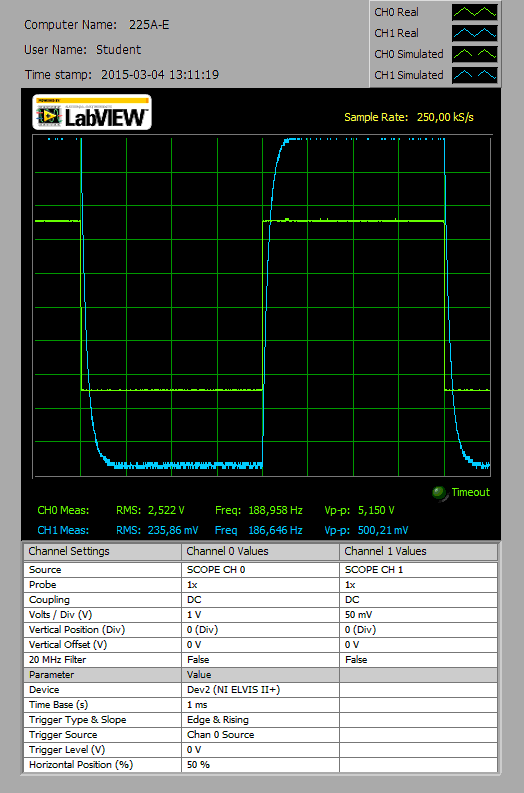 Computer Name: 225A-E
User Name: Student
Time stamp: 2015-03-04 13:11:19
CH0 Real
CH1 Real
CH0 Simulated
CH1 Simulated
LabVIEW
Sample Rate: 250,00 kS/s
Timeout
CH0 Meas: RMS: 2,522 V Freq: 188,958 Hz Vp-p: 5,150 V
CH1 Meas: RMS: 235,86 mV Freq 186,646 Hz Vp-p: 500,21 mV
Channel Settings Channel 0 Values Channel 1 Values
Source SCOPE CH 0 SCOPE CH 1
Probe 1x 1x
Coupling DC DC
Volts / Div (V) 1 V 50 mV
Vertical Position (Div) 0 (Div) 0 (Div)
Vertical Offset (V) 0 V 0 V
20 MHz Filter False False
Parameter Value
Device Dev2 (NI ELVIS II+)
Time Base (s) 1 ms
Trigger Type & Slope Edge & Rising
Trigger Source Chan 0 Source
Trigger Level (V) 0 V
Horizontal Position (%) 50 %